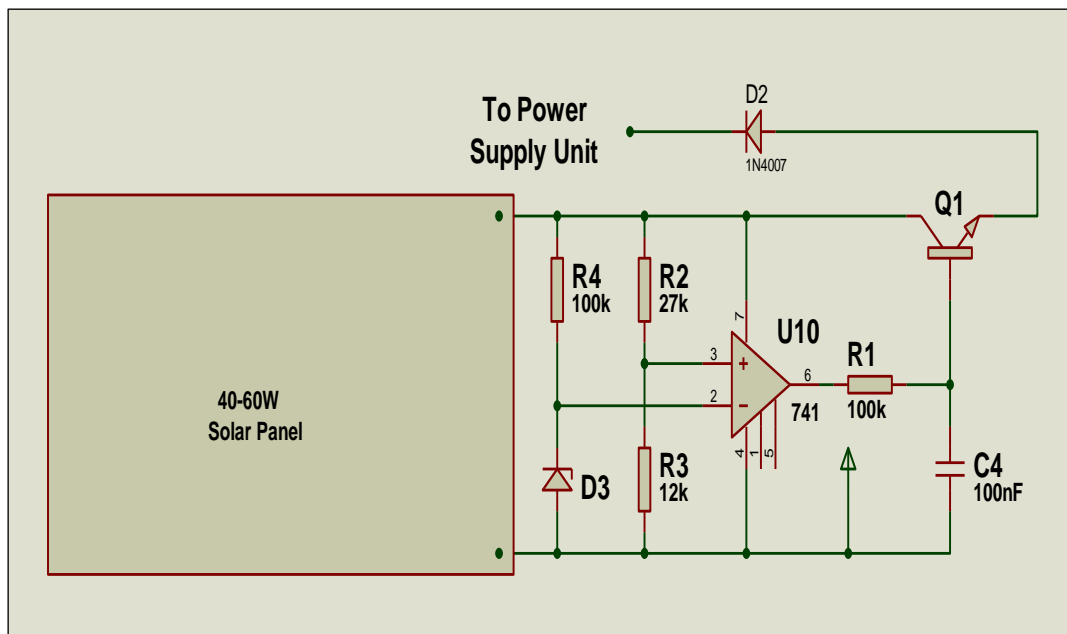 D2
To Power
Supply Unit
1N4007
Q1
R4
100k
R2
27k
7
U10
3
6
R1
2
741
100k
40-60W
Solar Panel
4
1
5
D3
R3
12k
C4
100nF